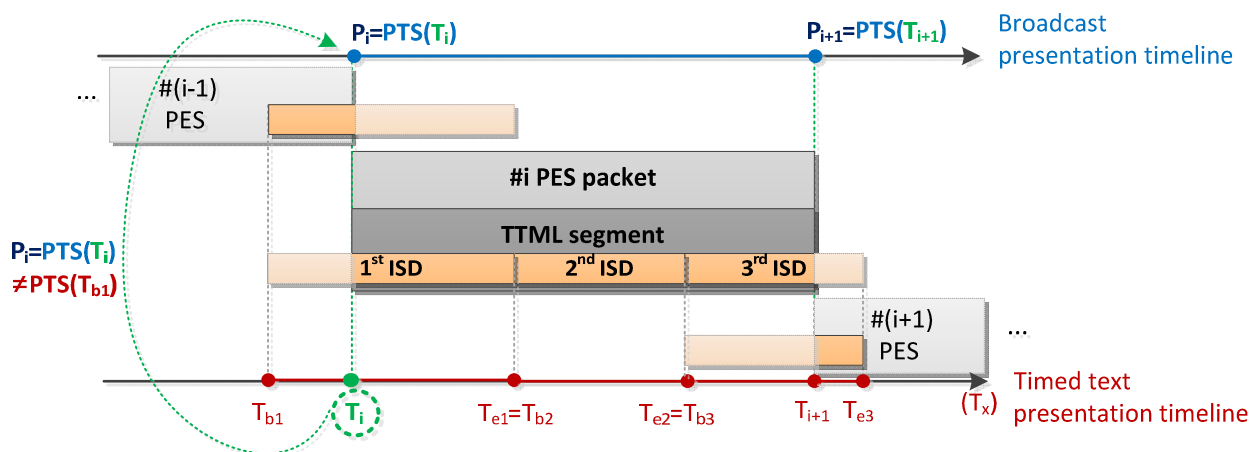 Pi=PTS(Ti)
Pi+1=PTS(Ti+1)
Broadcast
presentation timeline
...
#(i-1)
PES
#i PES packet
TTML segment
Pi=PTS(Ti)
≠PTS(Tb1)
1st ISD
2nd ISD
3rd ISD
#(i+1)
PES
...
Tb1
Ti
Te1=Tb2
Te2=Tb3
Ti+1
Te3
(Tx)
Timed text
presentation timeline